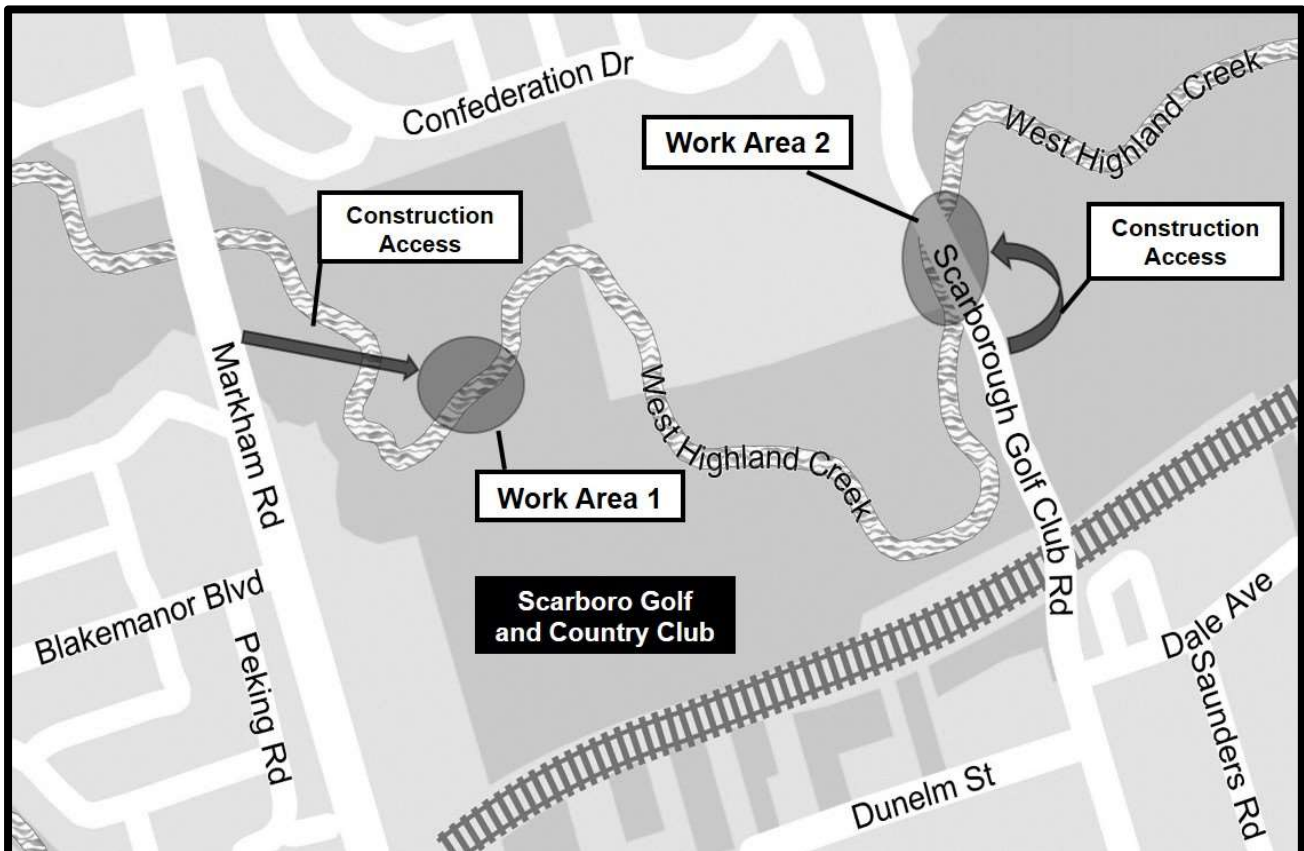 Confederation Dr
West Highland Creek
Work Area 2
Construction
Access
Construction
Access
Scarborough Golf Club Rd
Markham Rd
West Highland Creek
Work Area 1
Scarboro Golf
and Country Club
Blakemanor Blvd
Peking Rd
Dale Ave
Saunders Rd
Dunelm St